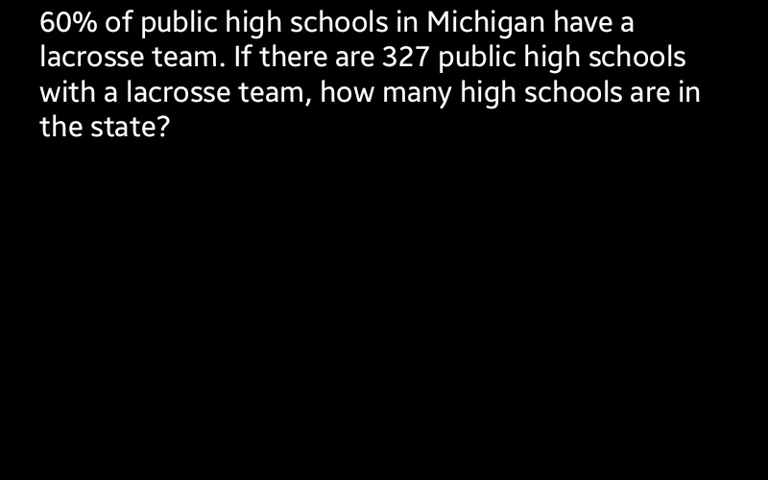 60% of public high schools in Michigan have a
lacrosse team. If there are 327 public high schools
with a lacrosse team, how many high schools are in
the state?